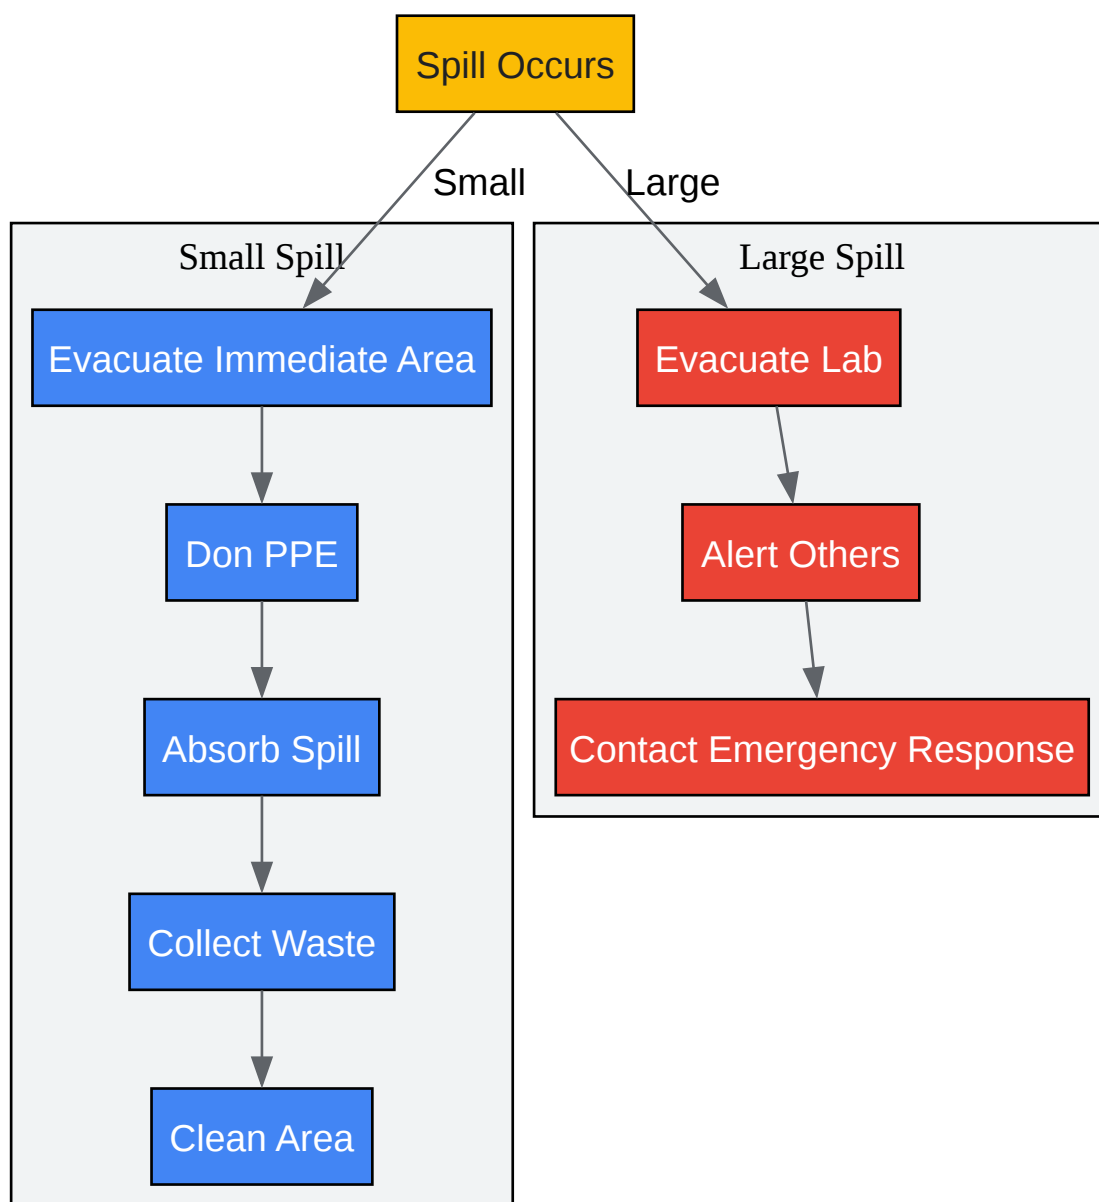 Spill Occurs
Small
Large
Small Spill
Evacuate Immediate Area
Don PPE
Absorb Spill
Collect Waste
Clean Area
Large Spill
Evacuate Lab
Alert Others
Contact Emergency Response